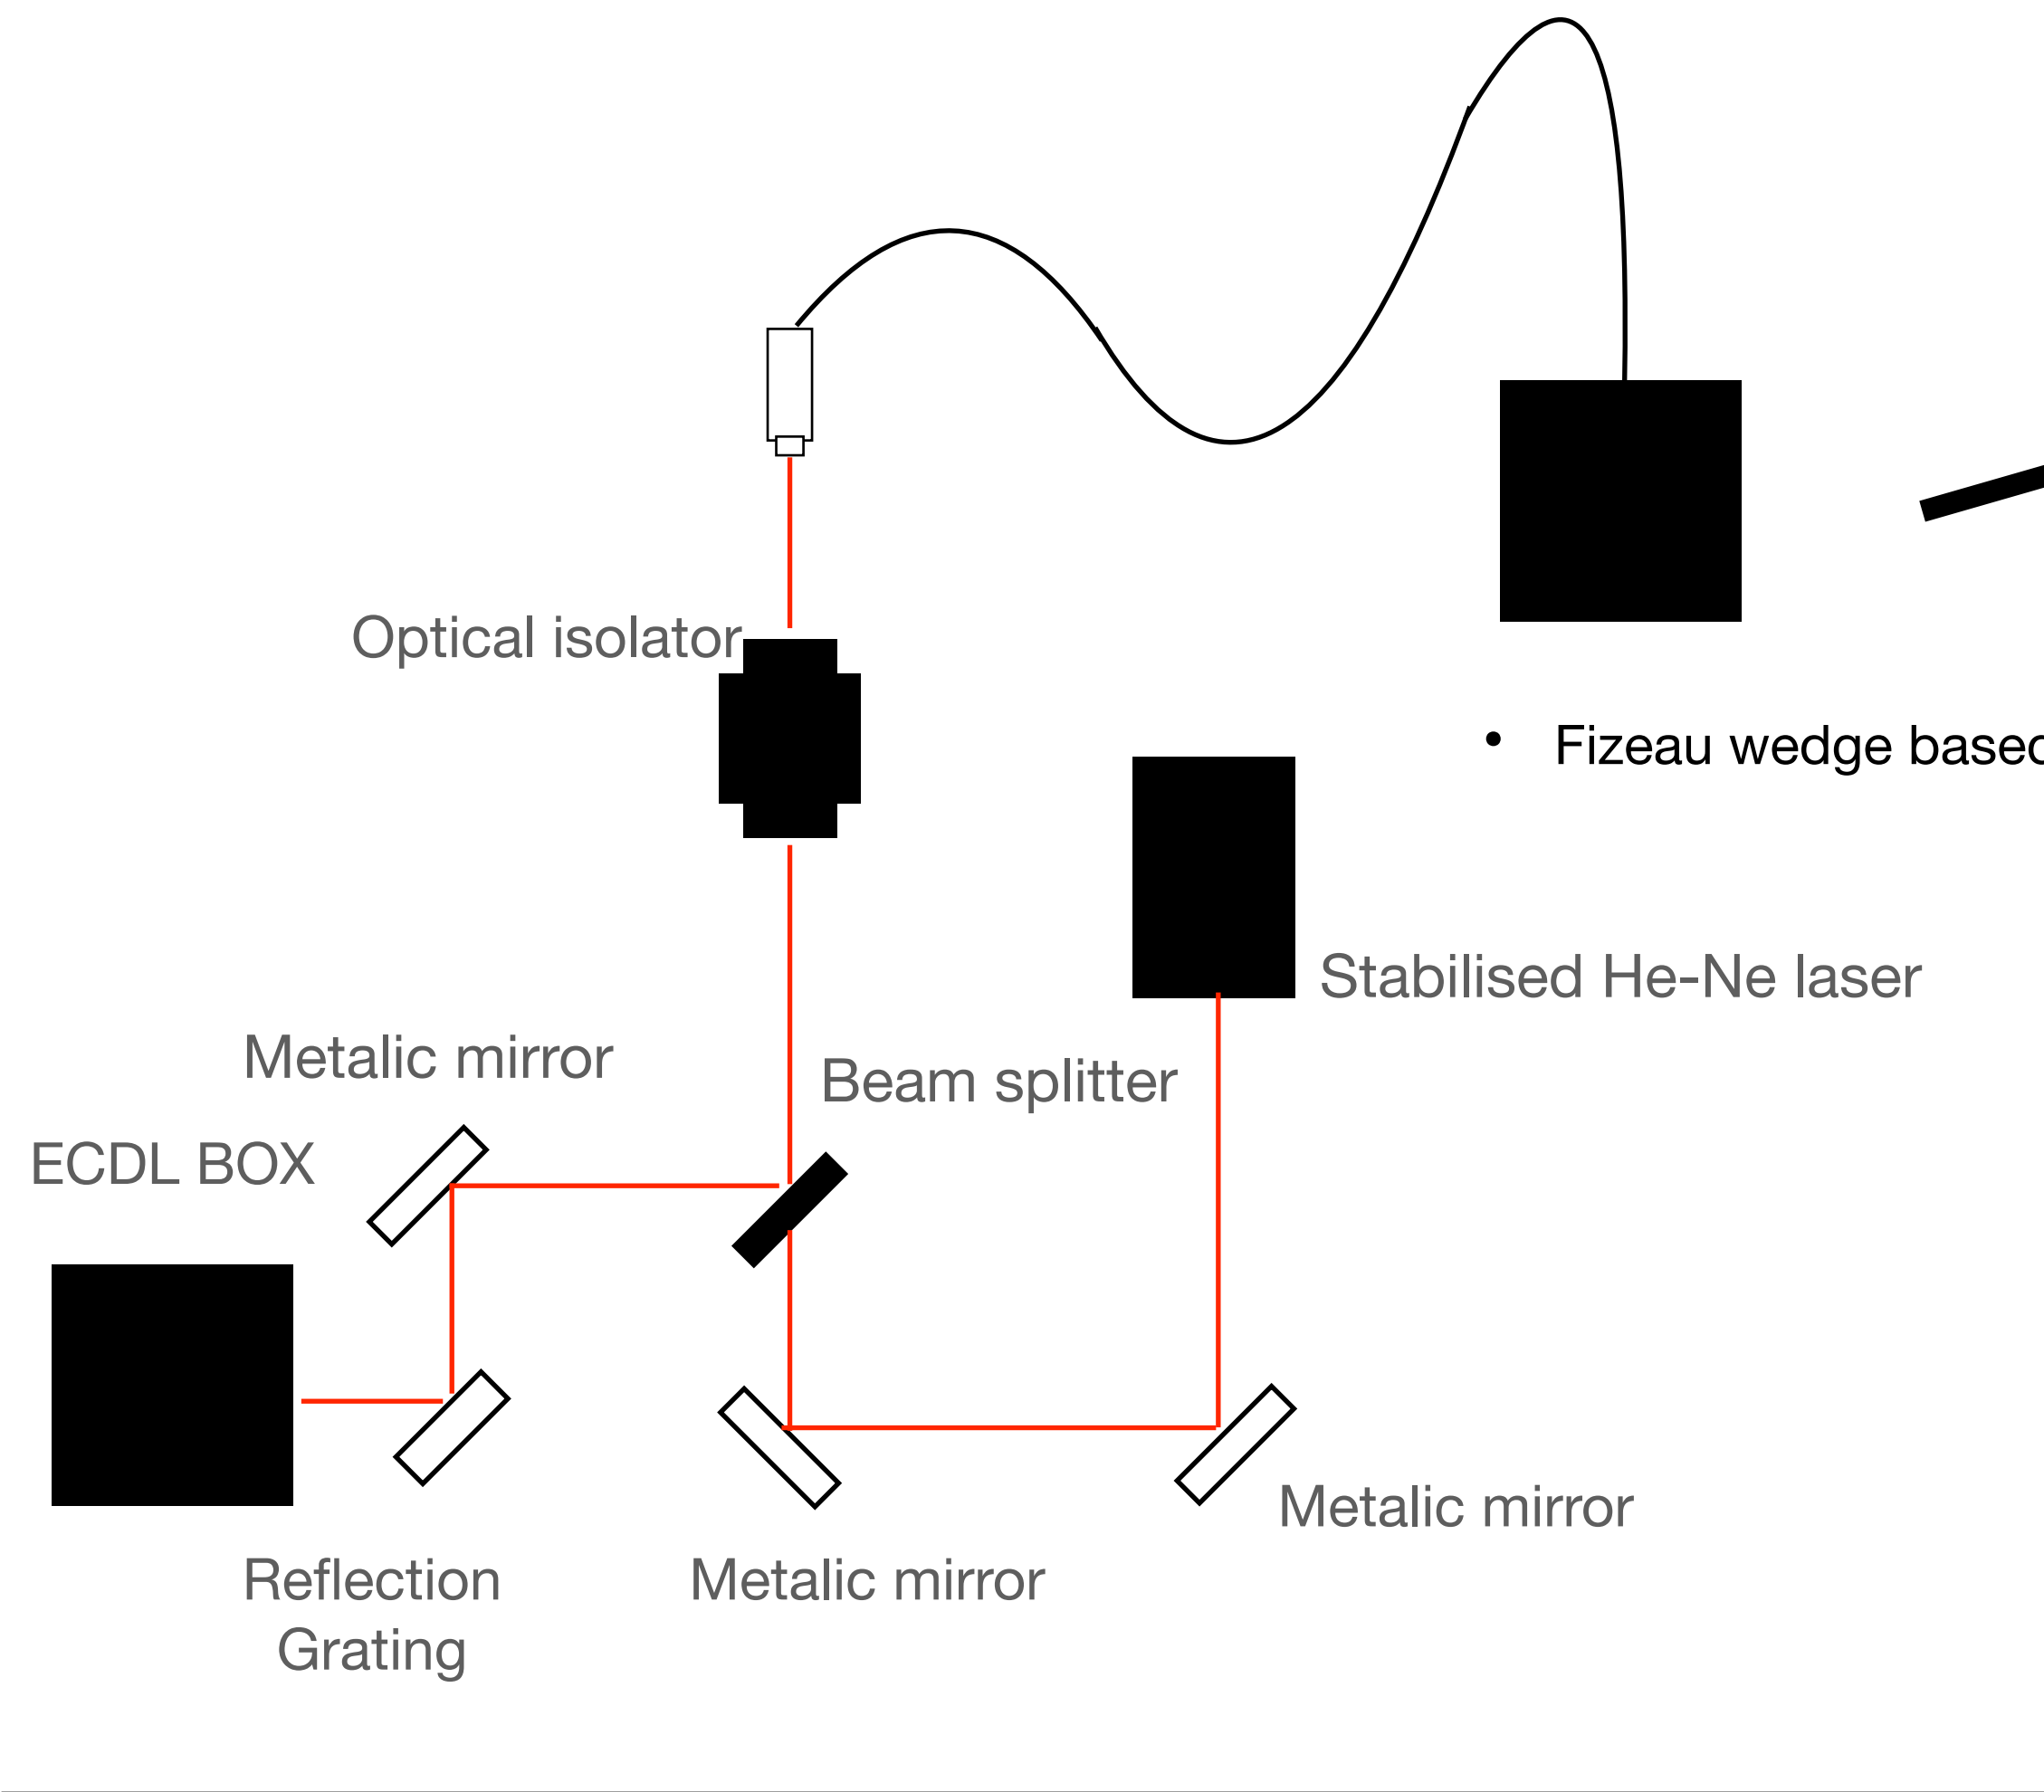 Optical isolator
• Fizeau wedge based
Stabilised He-Ne laser
Metalic mirror
Beam splitter
ECDL BOX
Metalic mirror
Reflection
Grating
Metalic mirror